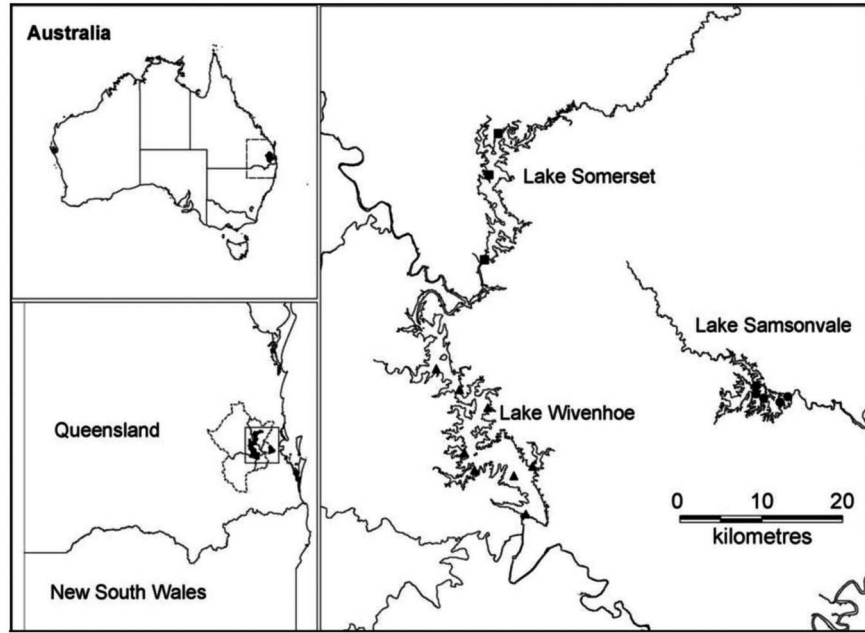 Australia
Queensland
New South Wales
Lake Somerset
Lake Samsonvale
Lake Wivenhoe
0 10 20
kilometres